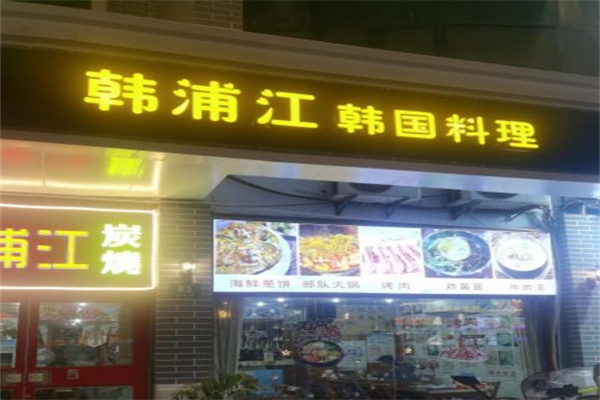 韩浦江 韩国料理
浦江 炭燒
海鲜葱饼 部队火锅 烤肉 炸酱面 牛肉汤